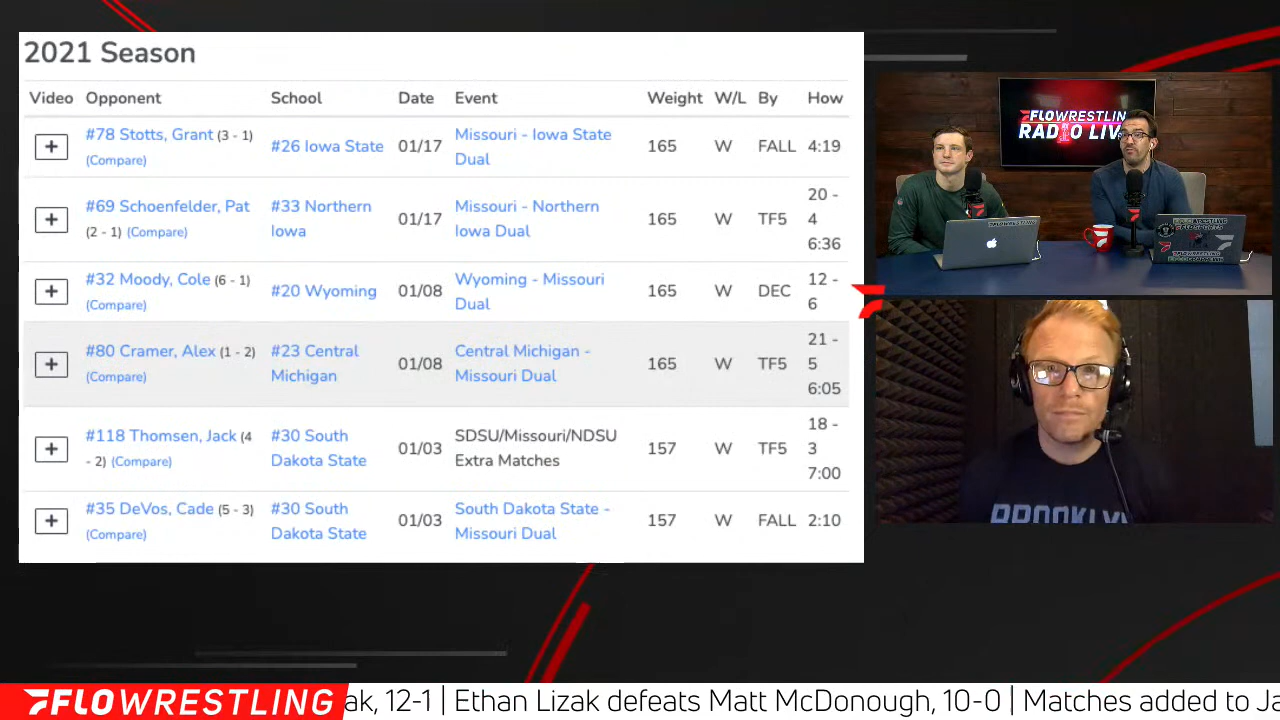 2021 Season
Video Opponent School Date Event Weight W/L By How
+ #78 Stotts, Grant (3 - 1) (Compare) #26 Iowa State 01/17 Missouri - Iowa State Dual 165 W FALL 4:19
+ #69 Schoenfelder, Pat (2 - 1) (Compare) #33 Northern Iowa 01/17 Missouri - Northern Iowa Dual 165 W TF5 20 - 4 6:36
+ #32 Moody, Cole (6 - 1) (Compare) #20 Wyoming 01/08 Wyoming - Missouri Dual 165 W DEC 12 - 6
+ #80 Cramer, Alex (1 - 2) (Compare) #23 Central Michigan 01/08 Central Michigan - Missouri Dual 165 W TF5 21 - 5 6:05
+ #118 Thomsen, Jack (4 - 2) (Compare) #30 South Dakota State 01/03 SDSU/Missouri/NDSU Extra Matches 157 W TF5 18 - 3 7:00
+ #35 DeVos, Cade (5 - 3) (Compare) #30 South Dakota State 01/03 South Dakota State - Missouri Dual 157 W FALL 2:10
FLOWRESTLING
RADIO LIV
BROOKLY
FLOWRESTLING
ak, 12-1 | Ethan Lizak defeats Matt McDonough, 10-0 | Matches added to Ja